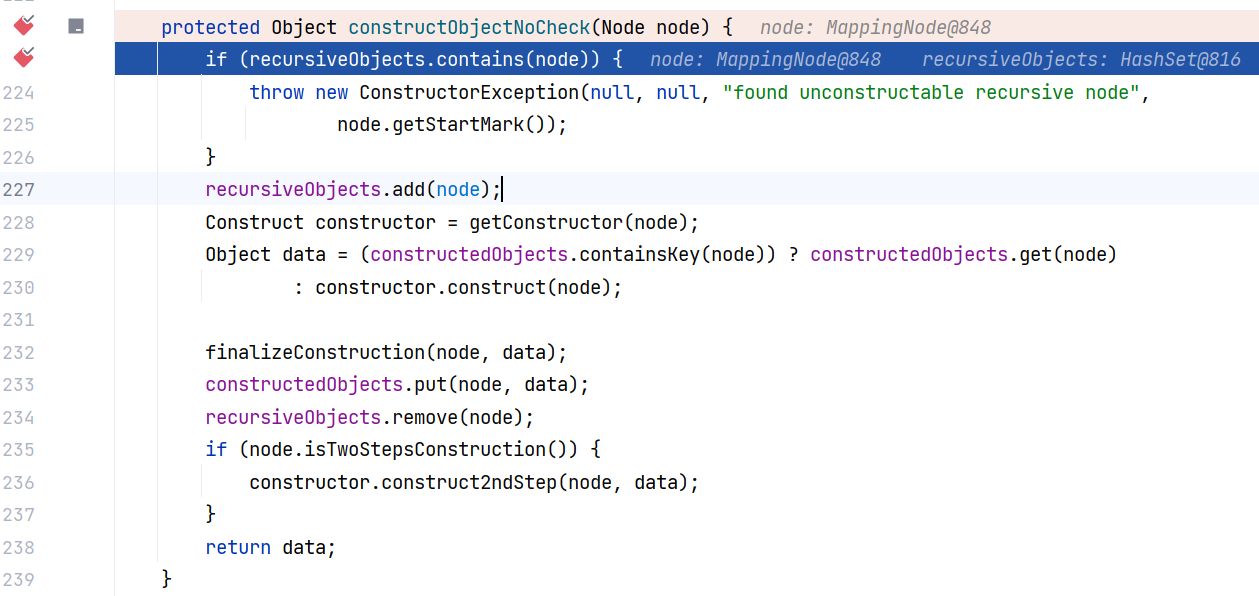 protected Object constructObjectNoCheck(Node node) {   node: MappingNode@848
if (recursiveObjects.contains(node)) {   node: MappingNode@848   recursiveObjects: HashSet@816
224 throw new ConstructorException(null, null, "found unconstructable recursive node",
225 node.getStartMark());
226 }
227 recursiveObjects.add(node);
228 Construct constructor = getConstructor(node);
229 Object data = (constructedObjects.containsKey(node)) ? constructedObjects.get(node)
230 : constructor.construct(node);
231
232 finalizeConstruction(node, data);
233 constructedObjects.put(node, data);
234 recursiveObjects.remove(node);
235 if (node.isTwoStepsConstruction()) {
236 constructor.construct2ndStep(node, data);
237 }
238 return data;
239 }